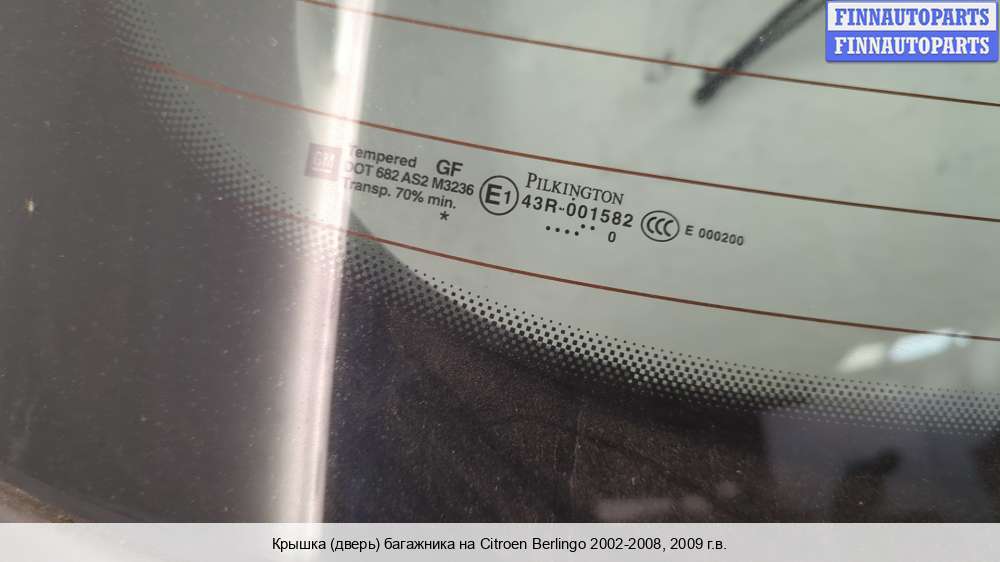 FINNAUTOPARTS
FINNAUTOPARTS
GM
Tempered GF
DOT 682 AS2 M3236
Transp. 70% min.
*
E1
PILKINGTON
43R-001582
0
CCC
E 000200
Крышка (дверь) багажника на Citroen Berlingo 2002-2008, 2009 г.в.